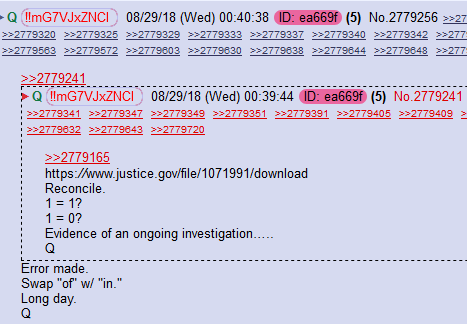 Q !!mG7VJxZNCI 08/29/18 (Wed) 00:40:38 ID: ea669f (5) No.2779256
>>2779320 >>2779325 >>2779329 >>2779333 >>2779337 >>2779340 >>2779342
>>2779563 >>2779572 >>2779603 >>2779630 >>2779638 >>2779644 >>2779648
>>2779241
Q !!mG7VJxZNCI 08/29/18 (Wed) 00:39:44 ID: ea669f (5) No.2779241
>>2779341 >>2779347 >>2779349 >>2779351 >>2779391 >>2779405 >>2779409
>>2779632 >>2779643 >>2779720
>>2779165
https://www.justice.gov/file/1071991/download
Reconcile.
1 = 1?
1 = 0?
Evidence of an ongoing investigation…..
Q
Error made.
Swap "of" w/ "in."
Long day.
Q